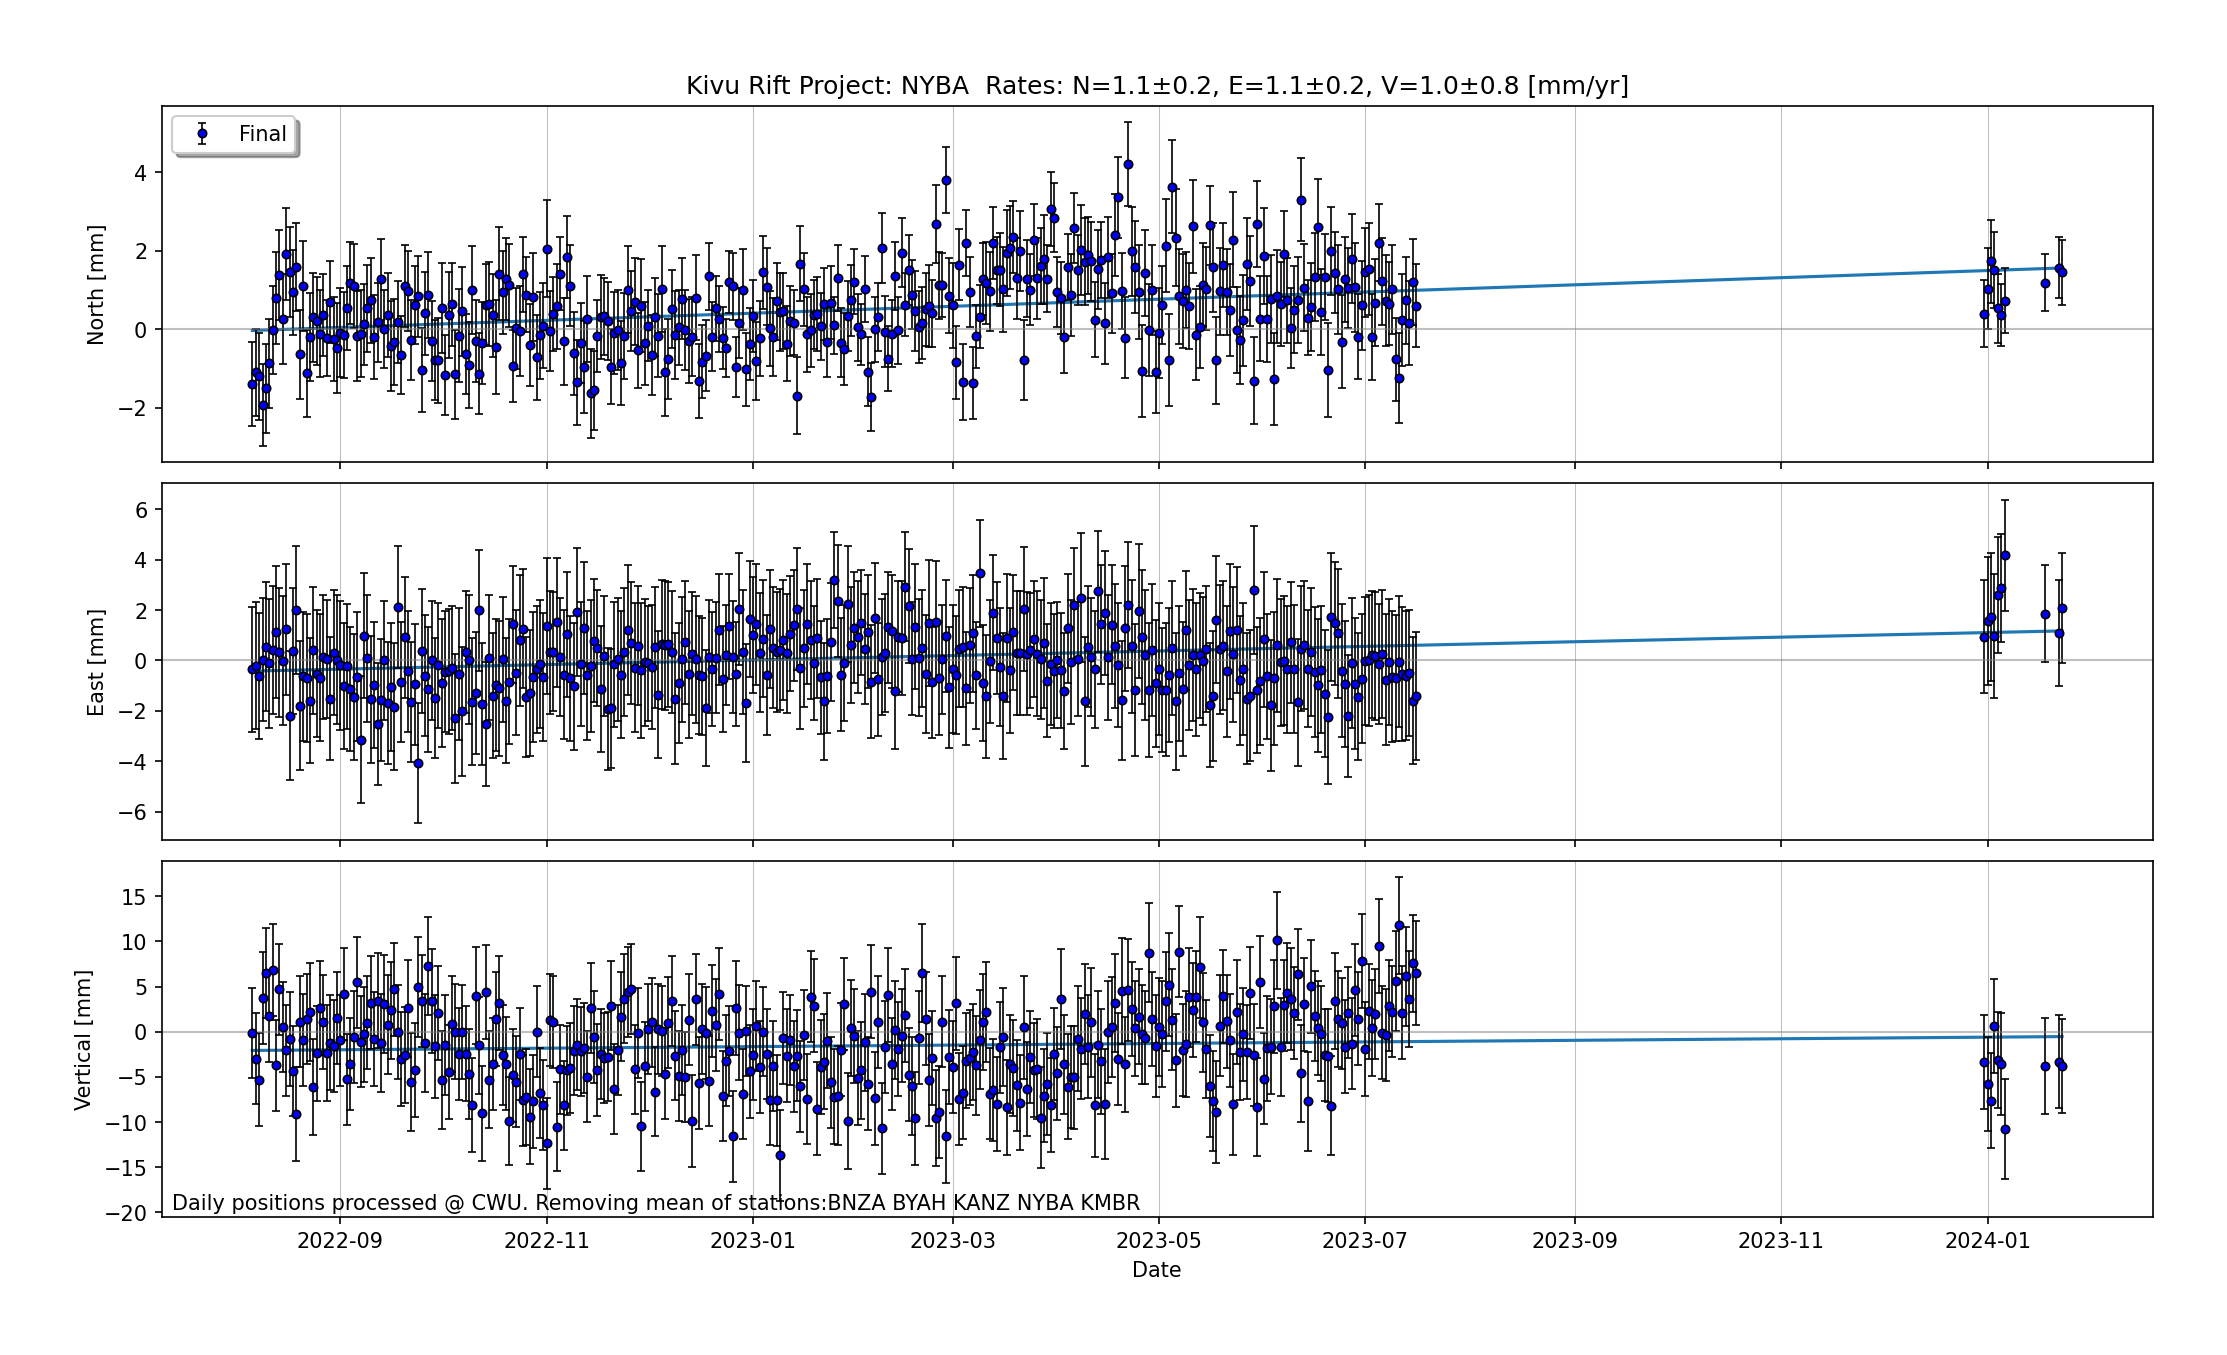 Kivu Rift Project: NYBA  Rates: N=1.1±0.2, E=1.1±0.2, V=1.0±0.8 [mm/yr]
Final
North [mm]
4
2
0
−2
East [mm]
6
4
2
0
−2
−4
−6
Vertical [mm]
15
10
5
0
−5
−10
−15
−20
Daily positions processed @ CWU. Removing mean of stations:BNZA BYAH KANZ NYBA KMBR
2022-09 2022-11 2023-01 2023-03 2023-05 2023-07 2023-09 2023-11 2024-01
Date